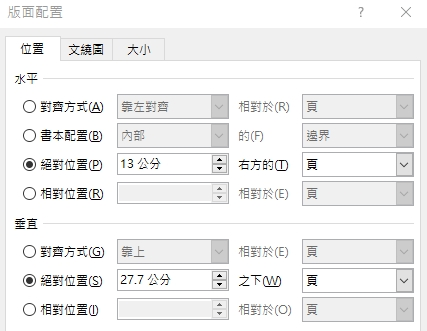 版面配置 ? ×
位置 文繞圖 大小
水平
對齊方式(A) 靠左對齊 相對於(R) 頁
書本配置(B) 內部 的(F) 邊界
絕對位置(P) 13 公分 右方的(T) 頁
相對位置(R) 相對於(E) 頁
垂直
對齊方式(G) 靠上 相對於(E) 頁
絕對位置(S) 27.7 公分 之下(W) 頁
相對位置(I) 相對於(O) 頁